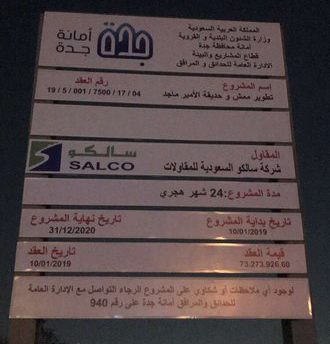 أمانة
جدة
المملكة العربية السعودية
وزارة الشئون البلدية و القروية
أمانة محافظة جدة
قطاع المشاريع والبيئة
الإدارة العامة للحدائق و المرافق
إسم المشروع
رقم العقد
تطوير ممش و حديقة الأمير ماجد
19 / 5 / 001 / 7500 / 17 / 04
المقاول
شركة سالكو السعودية للمقاولات
سالكو
SALCO
مدة المشروع:24 شهر هجري
تاريخ بداية المشروع
تاريخ نهاية المشروع
10/01/2019
31/12/2020
قيمة العقد
تاريخ العقد
73.273.926.60
10/01/2019
لوجود أي ملاحظات أو شكاوي على المشروع الرجاء التواصل مع الإدارة العامة
للحدائق والمرافق أمانة جدة على رقم 940